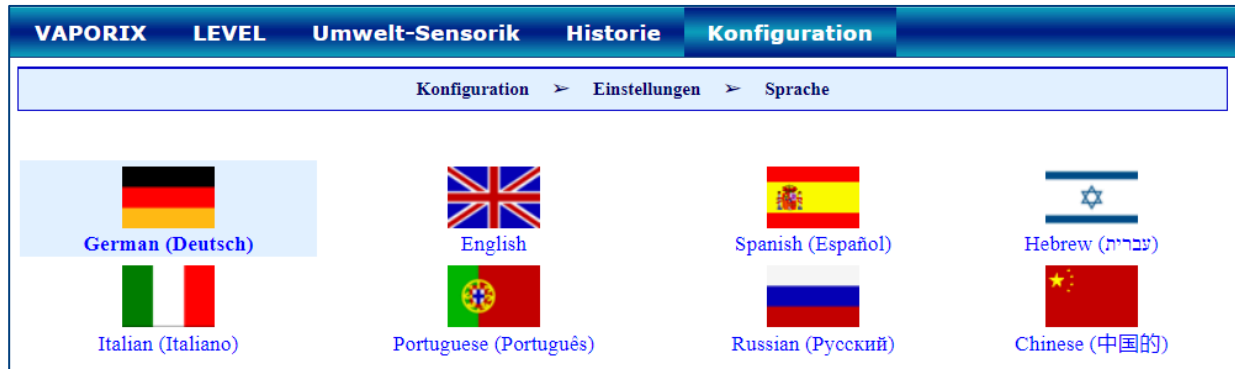 VAPORIX LEVEL Umwelt-Sensorik Historie Konfiguration
Konfiguration ➢ Einstellungen ➢ Sprache
German (Deutsch) English Spanish (Español) Hebrew (עברית)
Italian (Italiano) Portuguese (Português) Russian (Русский) Chinese (中国的)